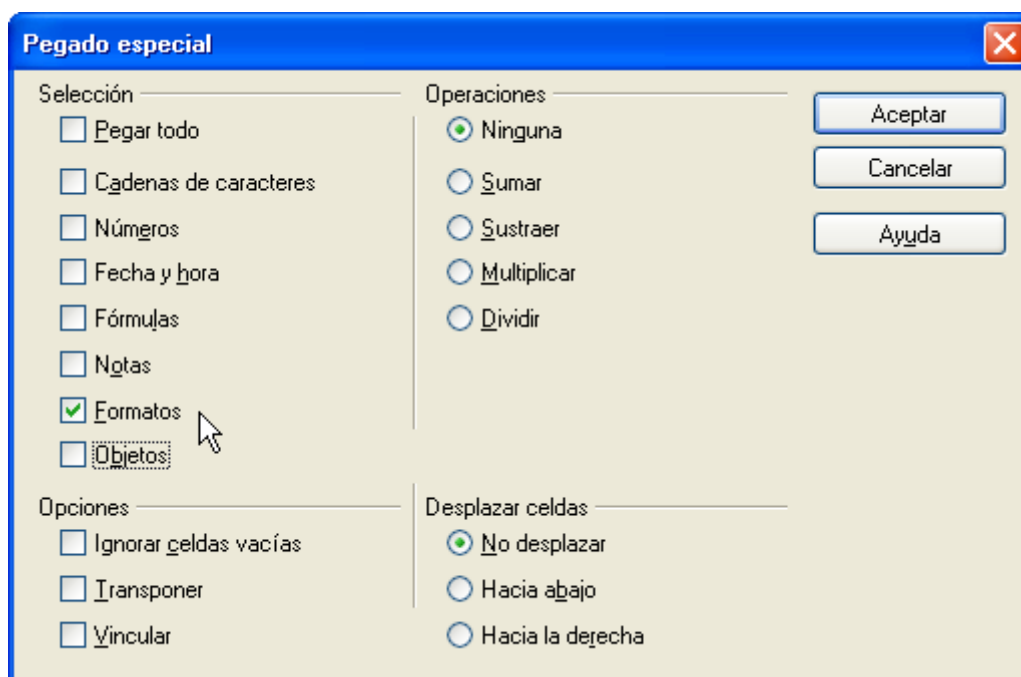 Pegado especial
Selección
Pegar todo
Cadenas de caracteres
Números
Fecha y hora
Fórmulas
Notas
Formatos
Objetos
Operaciones
Ninguna
Sumar
Sustraer
Multiplicar
Dividir
Aceptar
Cancelar
Ayuda
Opciones
Ignorar celdas vacías
Transponer
Vincular
Desplazar celdas
No desplazar
Hacia abajo
Hacia la derecha